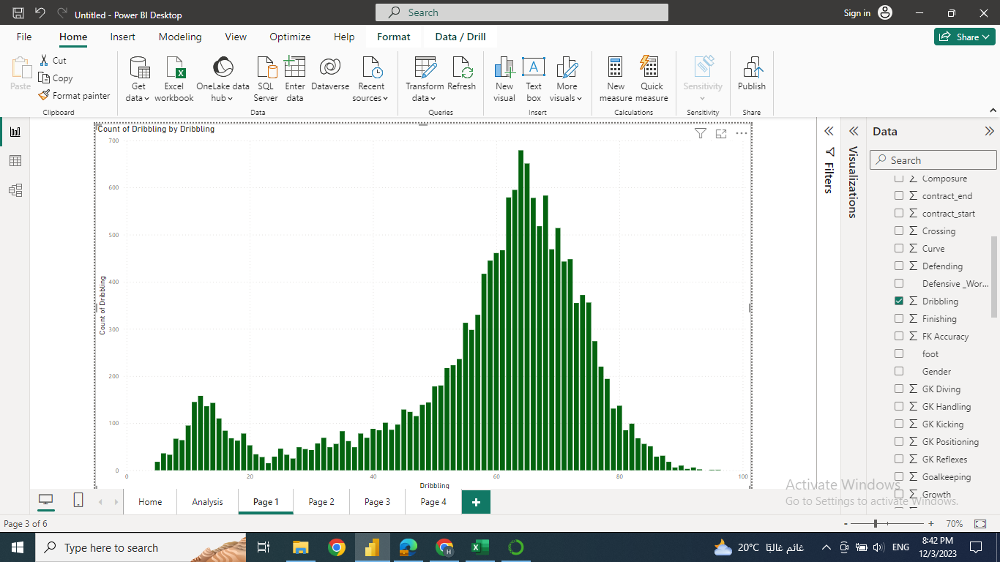 Untitled - Power BI Desktop
Search
Sign in
File
Home
Insert
Modeling
View
Optimize
Help
Format
Data / Drill
Share
Paste
Cut
Copy
Format painter
Clipboard
Get data
Excel workbook
OneLake data hub
SQL Server
Enter data
Dataverse
Recent sources
Data
Transform data
Refresh
Queries
New visual
Text box
More visuals
Insert
New measure
Quick measure
Calculations
Sensitivity
Sensitivity
Publish
Share
Count of Dribbling by Dribbling
700
600
500
400
300
200
100
0
Count of Dribbling
0
20
40
60
80
100
Dribbling
Filters
Visualizations
Data
Search
Composure
contract_end
contract_start
Crossing
Curve
Defending
Defensive _Wor...
Dribbling
Finishing
FK Accuracy
foot
Gender
GK Diving
GK Handling
GK Kicking
GK Positioning
GK Reflexes
Goalkeeping
Growth
Activate Windows
Go to Settings to activate Windows.
Home
Analysis
Page 1
Page 2
Page 3
Page 4
Page 3 of 6
70%
Type here to search
20°C غائم غالبًا
ENG
8:42 PM
12/3/2023